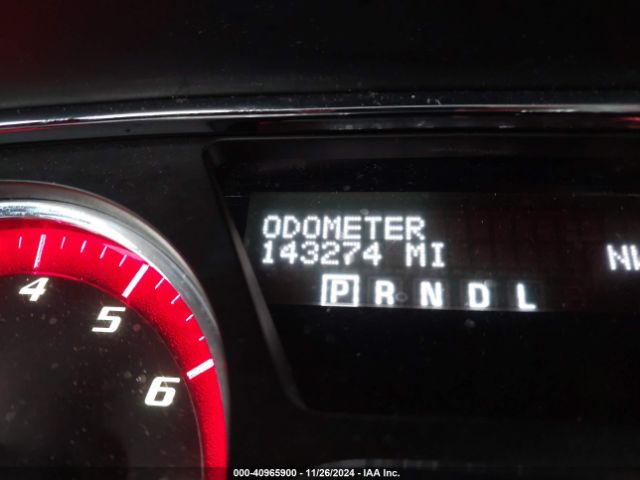 ODOMETER
143274 MI
P R N D L
4
5
6
000-40965900 - 11/26/2024 - IAA Inc.